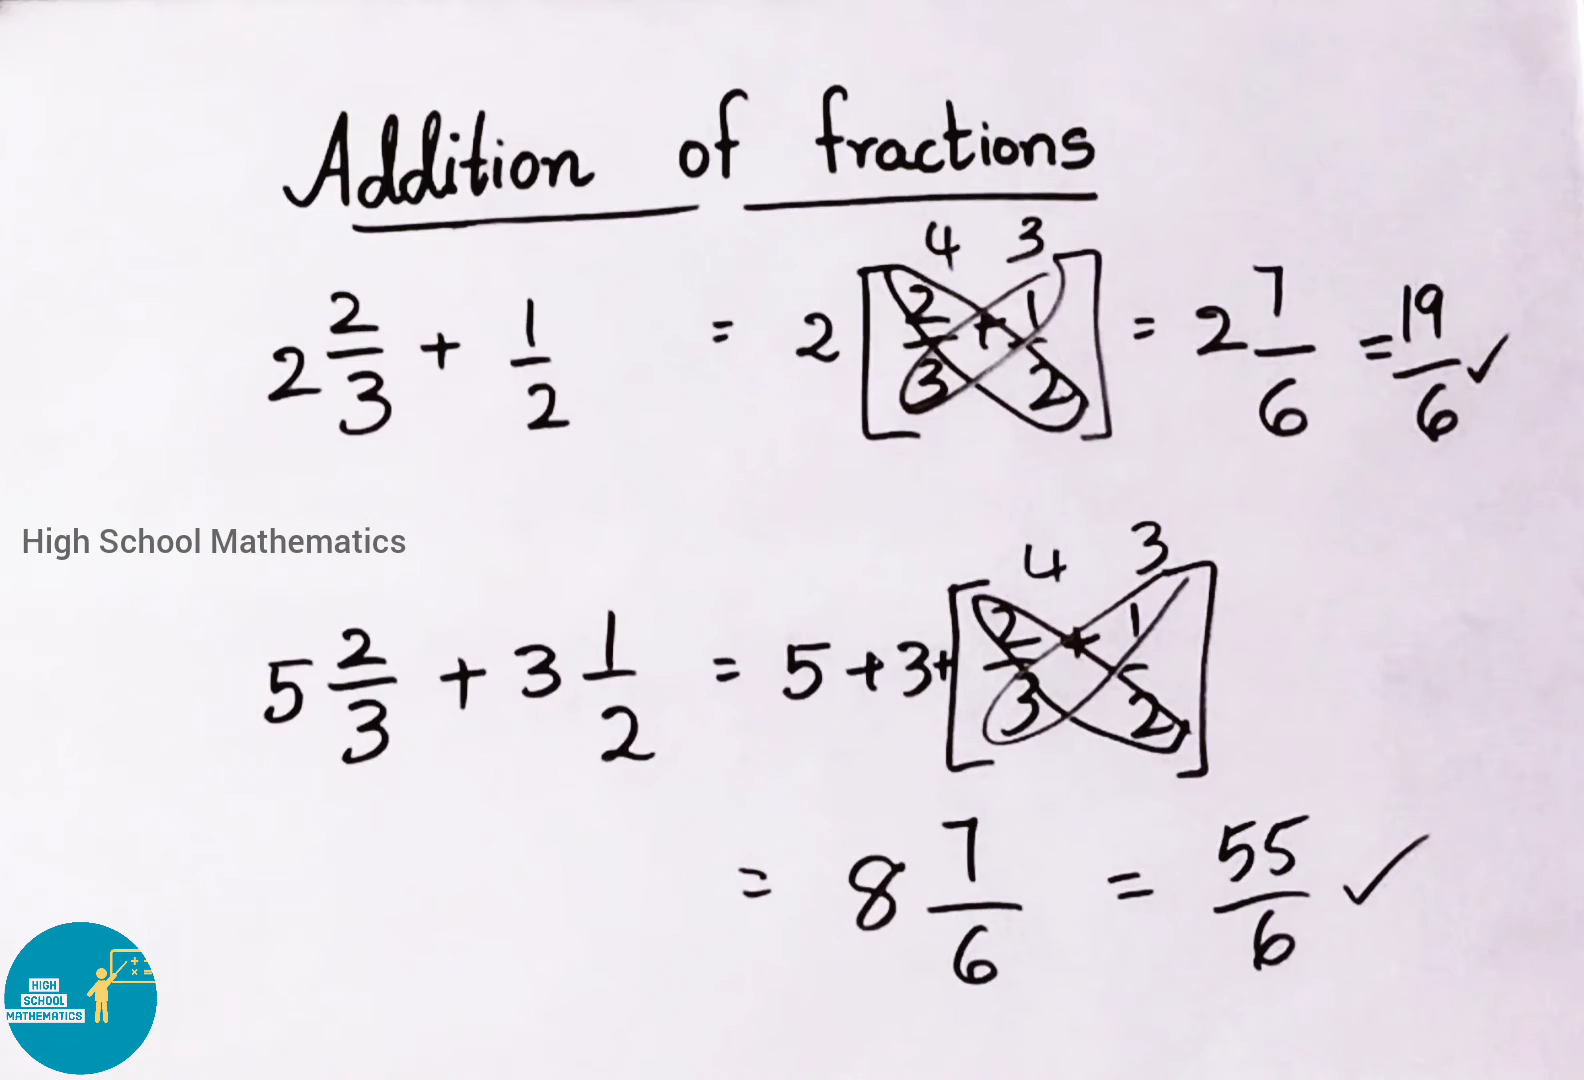 Addition of fractions
4 3
2 2/3 + 1/2 = 2 [2/3 + 1/2] = 2 7/6 = 19/6 ✓
High School Mathematics
4 3
5 2/3 + 3 1/2 = 5 + 3 + [2/3 + 1/2]
= 8 7/6 = 55/6 ✓
HIGH
SCHOOL
MATHEMATICS
+ -
× =